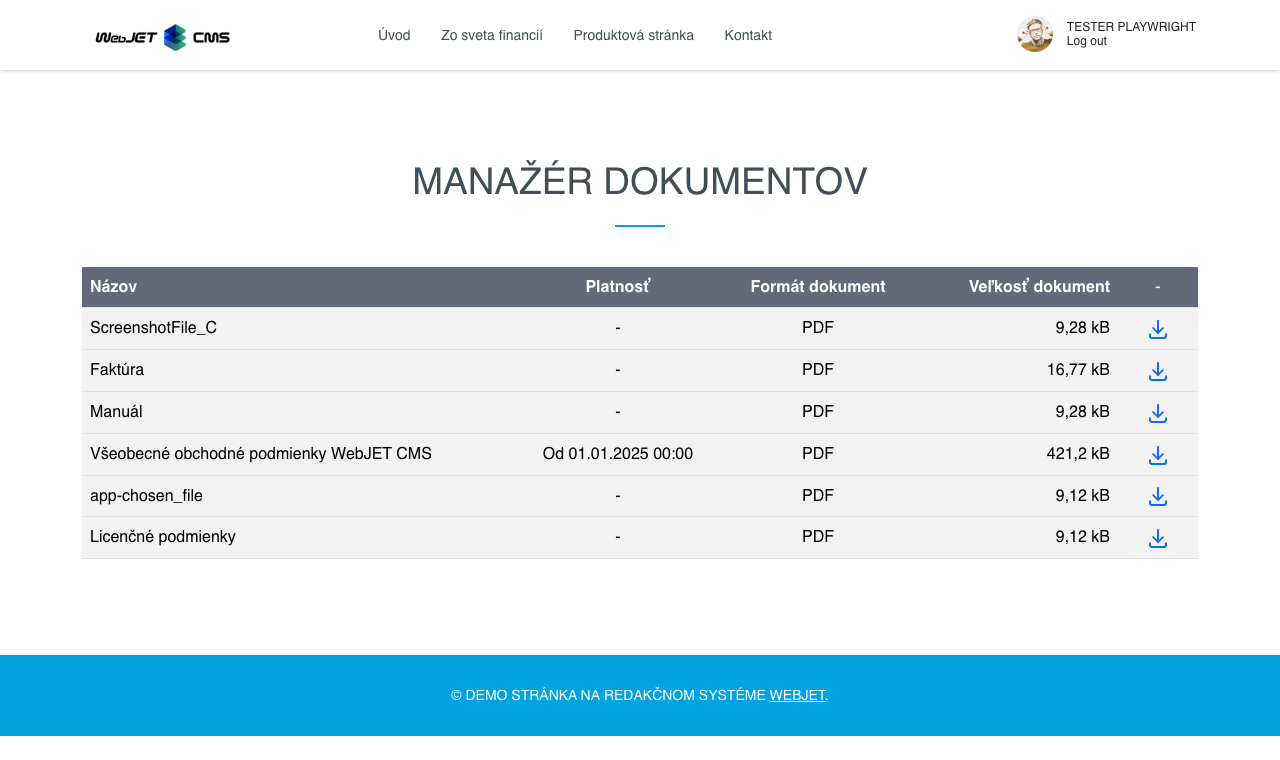 WebJET CMS
Úvod
Zo sveta financií
Produktová stránka
Kontakt
TESTER PLAYWRIGHT
Log out
MANAŽÉR DOKUMENTOV
Názov Platnosť Formát dokument Veľkosť dokument -
ScreenshotFile_C - PDF 9,28 kB
Faktúra - PDF 16,77 kB
Manuál - PDF 9,28 kB
Všeobecné obchodné podmienky WebJET CMS Od 01.01.2025 00:00 PDF 421,2 kB
app-chosen_file - PDF 9,12 kB
Licenčné podmienky - PDF 9,12 kB
© DEMO STRÁNKA NA REDAKČNOM SYSTÉME WEBJET.